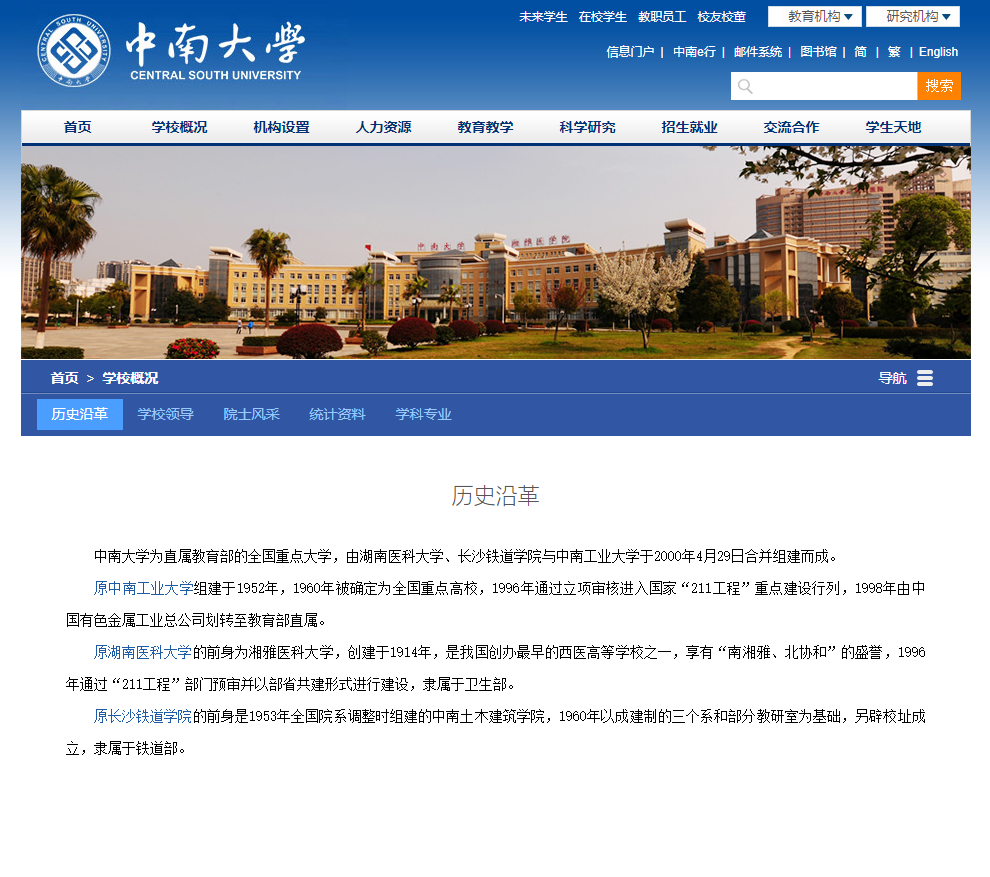 未来学生 在校学生 教职员工 校友校董 教育机构 研究机构
中南大学
CENTRAL SOUTH UNIVERSITY
信息门户 | 中南e行 | 邮件系统 | 图书馆 | 简 | 繁 | English
搜索
首页 学校概况 机构设置 人力资源 教育教学 科学研究 招生就业 交流合作 学生天地
中南大学 湘雅医学院
首页 > 学校概况 导航
历史沿革 学校领导 院士风采 统计资料 学科专业
历史沿革
中南大学为直属教育部的全国重点大学，由湖南医科大学、长沙铁道学院与中南工业大学于2000年4月29日合并组建而成。
原中南工业大学组建于1952年，1960年被确定为全国重点高校，1996年通过立项审核进入国家“211工程”重点建设行列，1998年由中
国有色金属工业总公司划转至教育部直属。
原湖南医科大学的前身为湘雅医科大学，创建于1914年，是我国创办最早的西医高等学校之一，享有“南湘雅、北协和”的盛誉，1996
年通过“211工程”部门预审并以部省共建形式进行建设，隶属于卫生部。
原长沙铁道学院的前身是1953年全国院系调整时组建的中南土木建筑学院，1960年以成建制的三个系和部分教研室为基础，另辟校址成
立，隶属于铁道部。